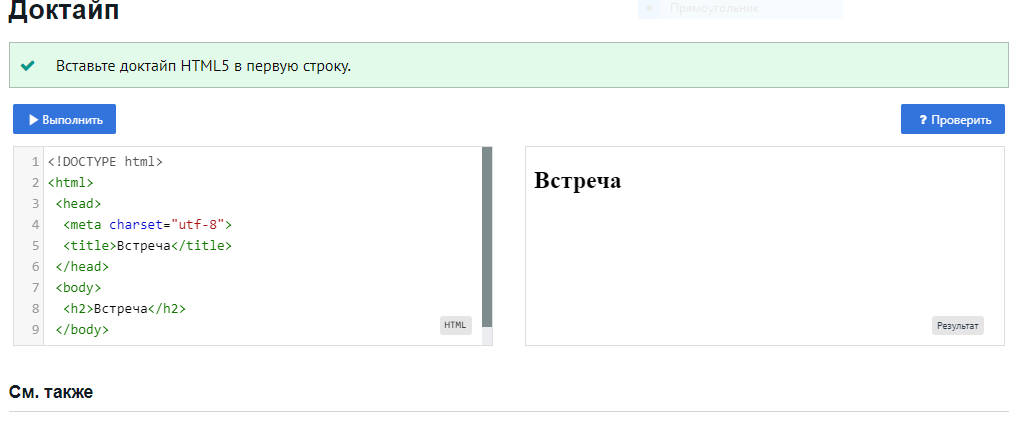 Доктайп
Прямоугольник
Вставьте доктайп HTML5 в первую строку.
Выполнить
? Проверить
1 <!DOCTYPE html>
2 <html>
3 <head>
4 <meta charset="utf-8">
5 <title>Встреча</title>
6 </head>
7 <body>
8 <h2>Встреча</h2>
9 </body>
HTML
Встреча
Результат
См. также